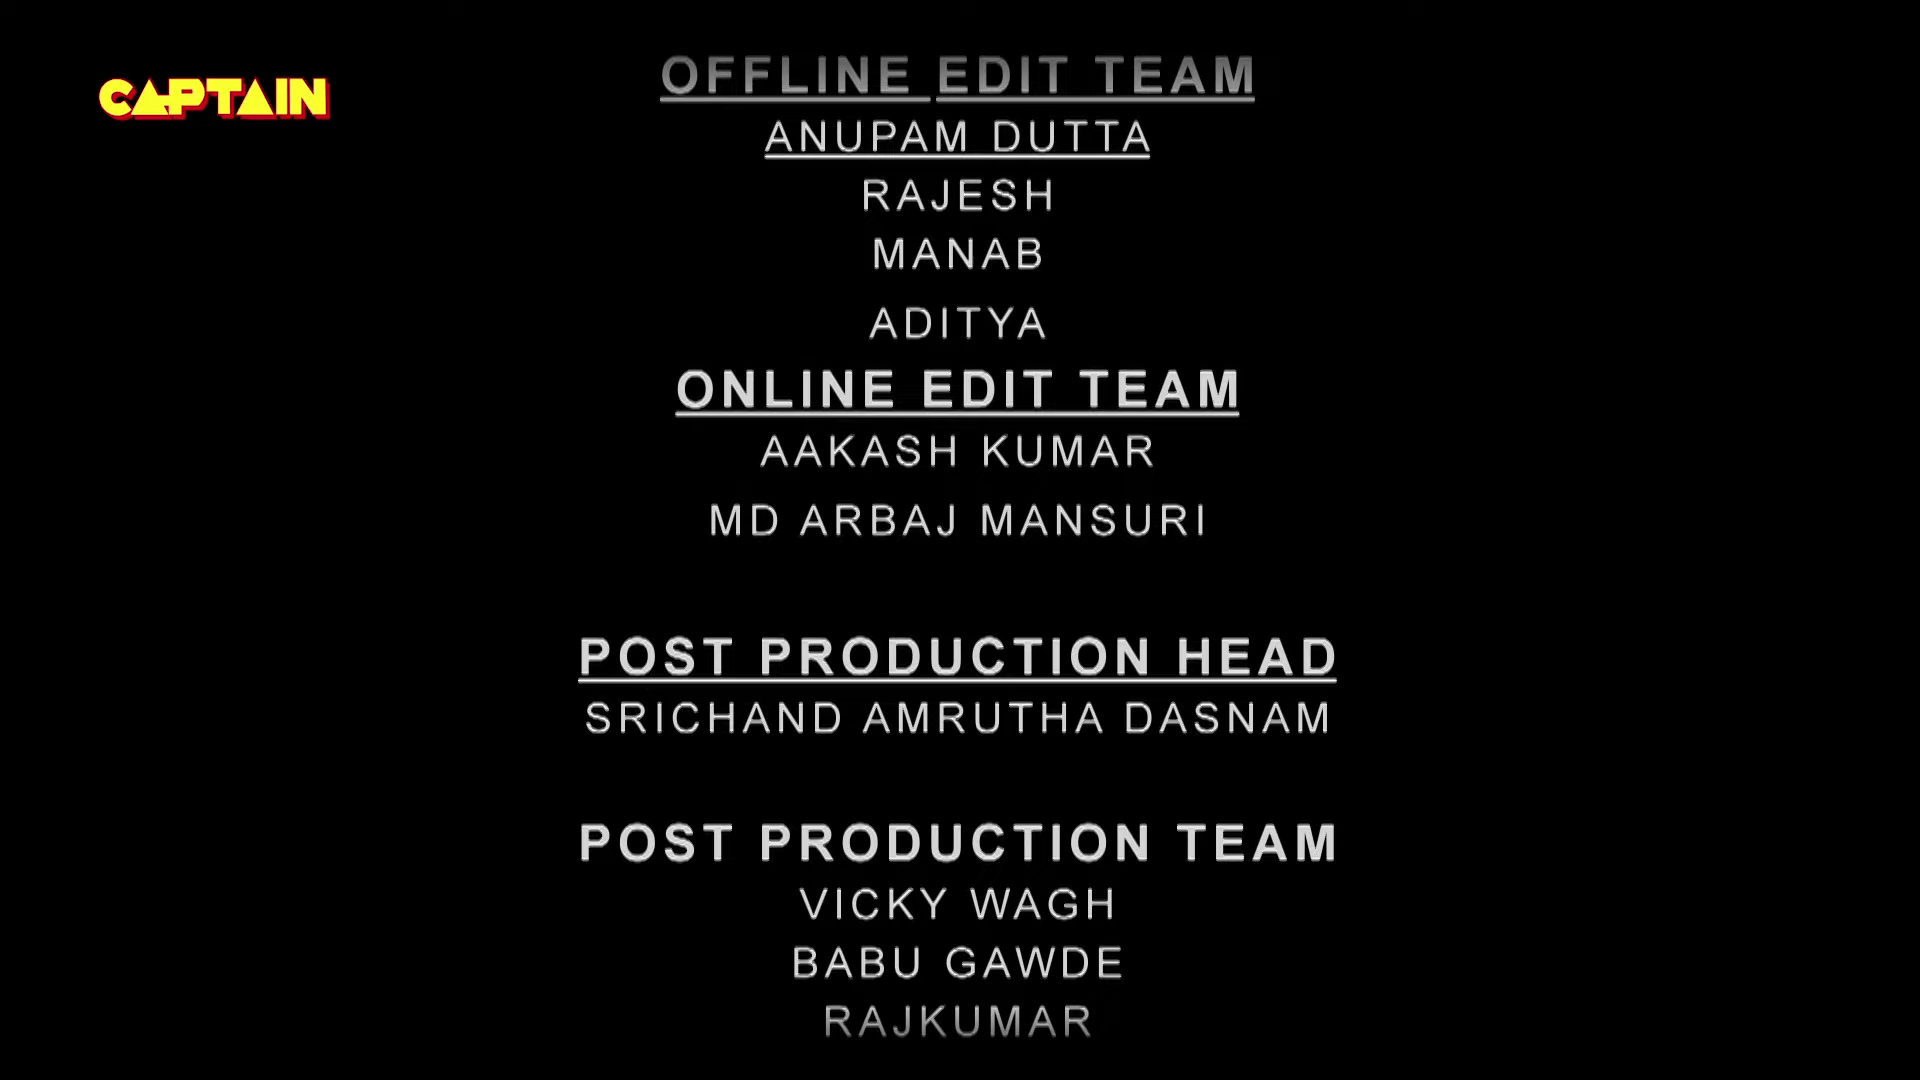 CAPTAIN
OFFLINE EDIT TEAM
ANUPAM DUTTA
RAJESH
MANAB
ADITYA
ONLINE EDIT TEAM
AAKASH KUMAR
MD ARBAJ MANSURI
POST PRODUCTION HEAD
SRICHAND AMRUTHA DASNAM
POST PRODUCTION TEAM
VICKY WAGH
BABU GAWDE
RAJKUMAR